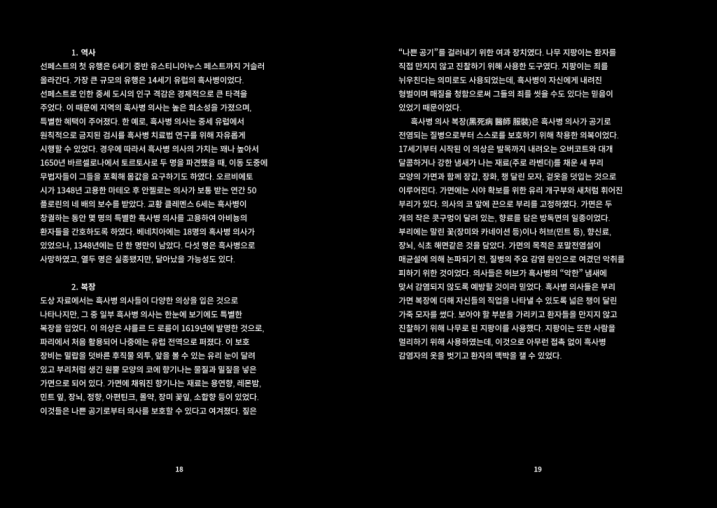 1. 역사
선페스트의 첫 유행은 6세기 중반 유스티니아누스 페스트까지 거슬러
올라간다. 가장 큰 규모의 유행은 14세기 유럽의 흑사병이었다.
선페스트로 인한 중세 도시의 인구 격감은 경제적으로 큰 타격을
주었다. 이 때문에 지역의 흑사병 의사는 높은 희소성을 가졌으며,
특별한 혜택이 주어졌다. 한 예로, 흑사병 의사는 중세 유럽에서
원칙적으로 금지된 검시를 흑사병 치료법 연구를 위해 자유롭게
시행할 수 있었다. 경우에 따라서 흑사병 의사의 가치는 꽤나 높아서
1650년 바르셀로나에서 토르토사로 두 명을 파견했을 때, 이동 도중에
무법자들이 그들을 포획해 몸값을 요구하기도 하였다. 오르비에토
시가 1348년 고용한 마테오 후 안젤로는 의사가 보통 받는 연간 50
플로린의 네 배의 보수를 받았다. 교황 클레멘스 6세는 흑사병이
창궐하는 동안 몇 명의 특별한 흑사병 의사를 고용하여 아비뇽의
환자들을 간호하도록 하였다. 베네치아에는 18명의 흑사병 의사가
있었으나, 1348년에는 단 한 명만이 남았다. 다섯 명은 흑사병으로
사망하였고, 열두 명은 실종됐지만, 달아났을 가능성도 있다.
2. 복장
도상 자료에서는 흑사병 의사들이 다양한 의상을 입은 것으로
나타나지만, 그 중 일부 흑사병 의사는 한눈에 보기에도 특별한
복장을 입었다. 이 의상은 샤를르 드 로름이 1619년에 발명한 것으로,
파리에서 처음 활용되어 나중에는 유럽 전역으로 퍼졌다. 이 보호
장비는 밀랍을 덧바른 후직물 외투, 앞을 볼 수 있는 유리 눈이 달려
있고 부리처럼 생긴 원뿔 모양의 코에 향기나는 물질과 밀짚을 넣은
가면으로 되어 있다. 가면에 채워진 향기나는 재료는 용연향, 레몬밤,
민트 잎, 장뇌, 정향, 아편틴크, 몰약, 장미 꽃잎, 소합향 등이 있었다.
이것들은 나쁜 공기로부터 의사를 보호할 수 있다고 여겨졌다. 짚은
18
“나쁜 공기”를 걸러내기 위한 여과 장치였다. 나무 지팡이는 환자를
직접 만지지 않고 진찰하기 위해 사용한 도구였다. 지팡이는 죄를
뉘우친다는 의미로도 사용되었는데, 흑사병이 자신에게 내려진
형벌이며 매질을 청함으로써 그들의 죄를 씻을 수도 있다는 믿음이
있었기 때문이었다.
흑사병 의사 복장(黑死病 醫師 服裝)은 흑사병 의사가 공기로
전염되는 질병으로부터 스스로를 보호하기 위해 착용한 의복이었다.
17세기부터 시작된 이 의상은 발목까지 내려오는 오버코트와 대개
달콤하거나 강한 냄새가 나는 재료(주로 라벤더)를 채운 새 부리
모양의 가면과 함께 장갑, 장화, 챙 달린 모자, 겉옷을 덧입는 것으로
이루어진다. 가면에는 시야 확보를 위한 유리 개구부와 새처럼 휘어진
부리가 있다. 의사의 코 앞에 끈으로 부리를 고정하였다. 가면은 두
개의 작은 콧구멍이 달려 있는, 향료를 담은 방독면의 일종이었다.
부리에는 말린 꽃(장미와 카네이션 등)이나 허브(민트 등), 향신료,
장뇌, 식초 해면같은 것을 담았다. 가면의 목적은 포말전염설이
매균설에 의해 논파되기 전, 질병의 주요 감염 원인으로 여겼던 악취를
피하기 위한 것이었다. 의사들은 허브가 흑사병의 “악한” 냄새에
맞서 감염되지 않도록 예방할 것이라 믿었다. 흑사병 의사들은 부리
가면 복장에 더해 자신들의 직업을 나타낼 수 있도록 넓은 챙이 달린
가죽 모자를 썼다. 보아야 할 부분을 가리키고 환자들을 만지지 않고
진찰하기 위해 나무로 된 지팡이를 사용했다. 지팡이는 또한 사람을
멀리하기 위해 사용하였는데, 이것으로 아무런 접촉 없이 흑사병
감염자의 옷을 벗기고 환자의 맥박을 잴 수 있었다.
19